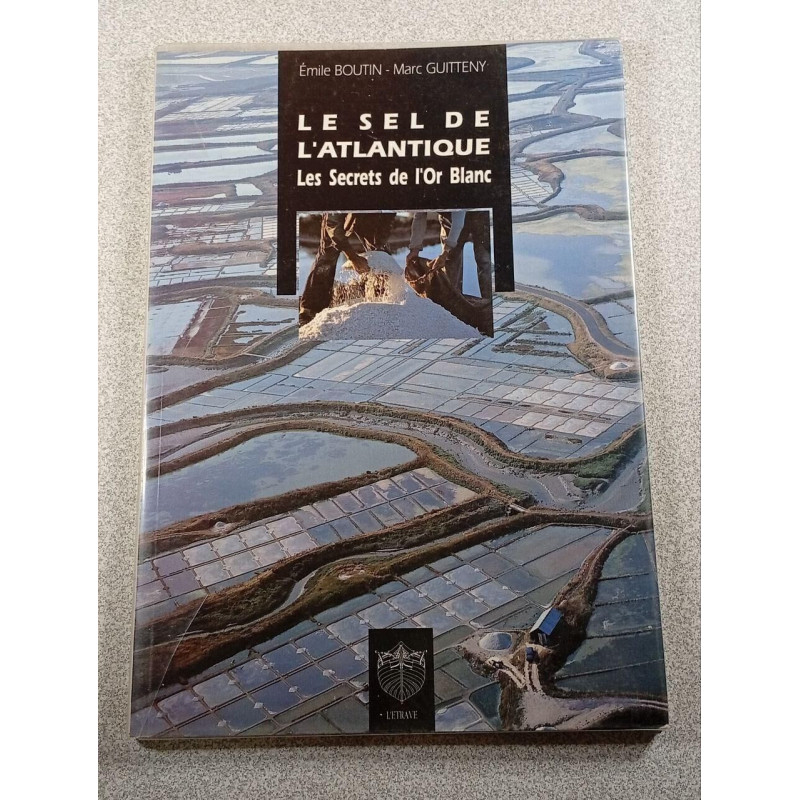 Émile BOUTIN - Marc GUITTENY
LE SEL DE
L'ATLANTIQUE
Les Secrets de l'Or Blanc
L'ETRAVE